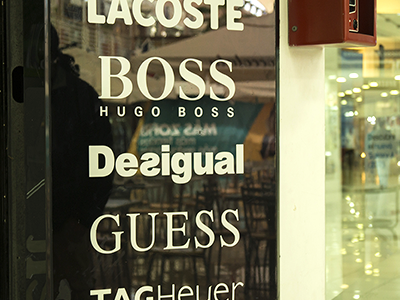 LACOSTE
BOSS
HUGO BOSS
Desigual
GUESS
TAGHeuer